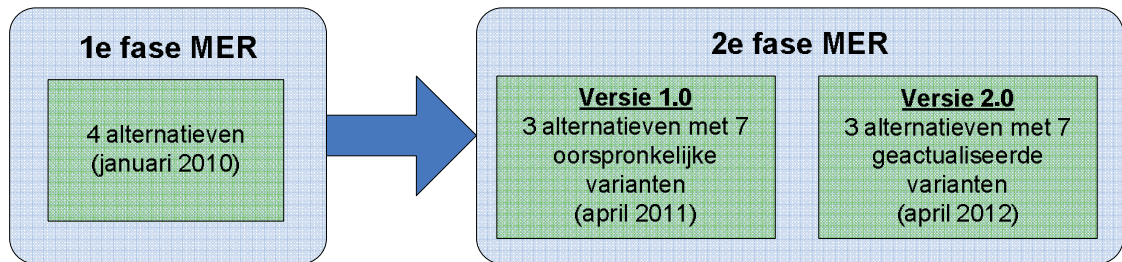 1e fase MER
4 alternatieven
(januari 2010)
2e fase MER
Versie 1.0
3 alternatieven met 7
oorspronkelijke
varianten
(april 2011)
Versie 2.0
3 alternatieven met 7
geactualiseerde
varianten
(april 2012)